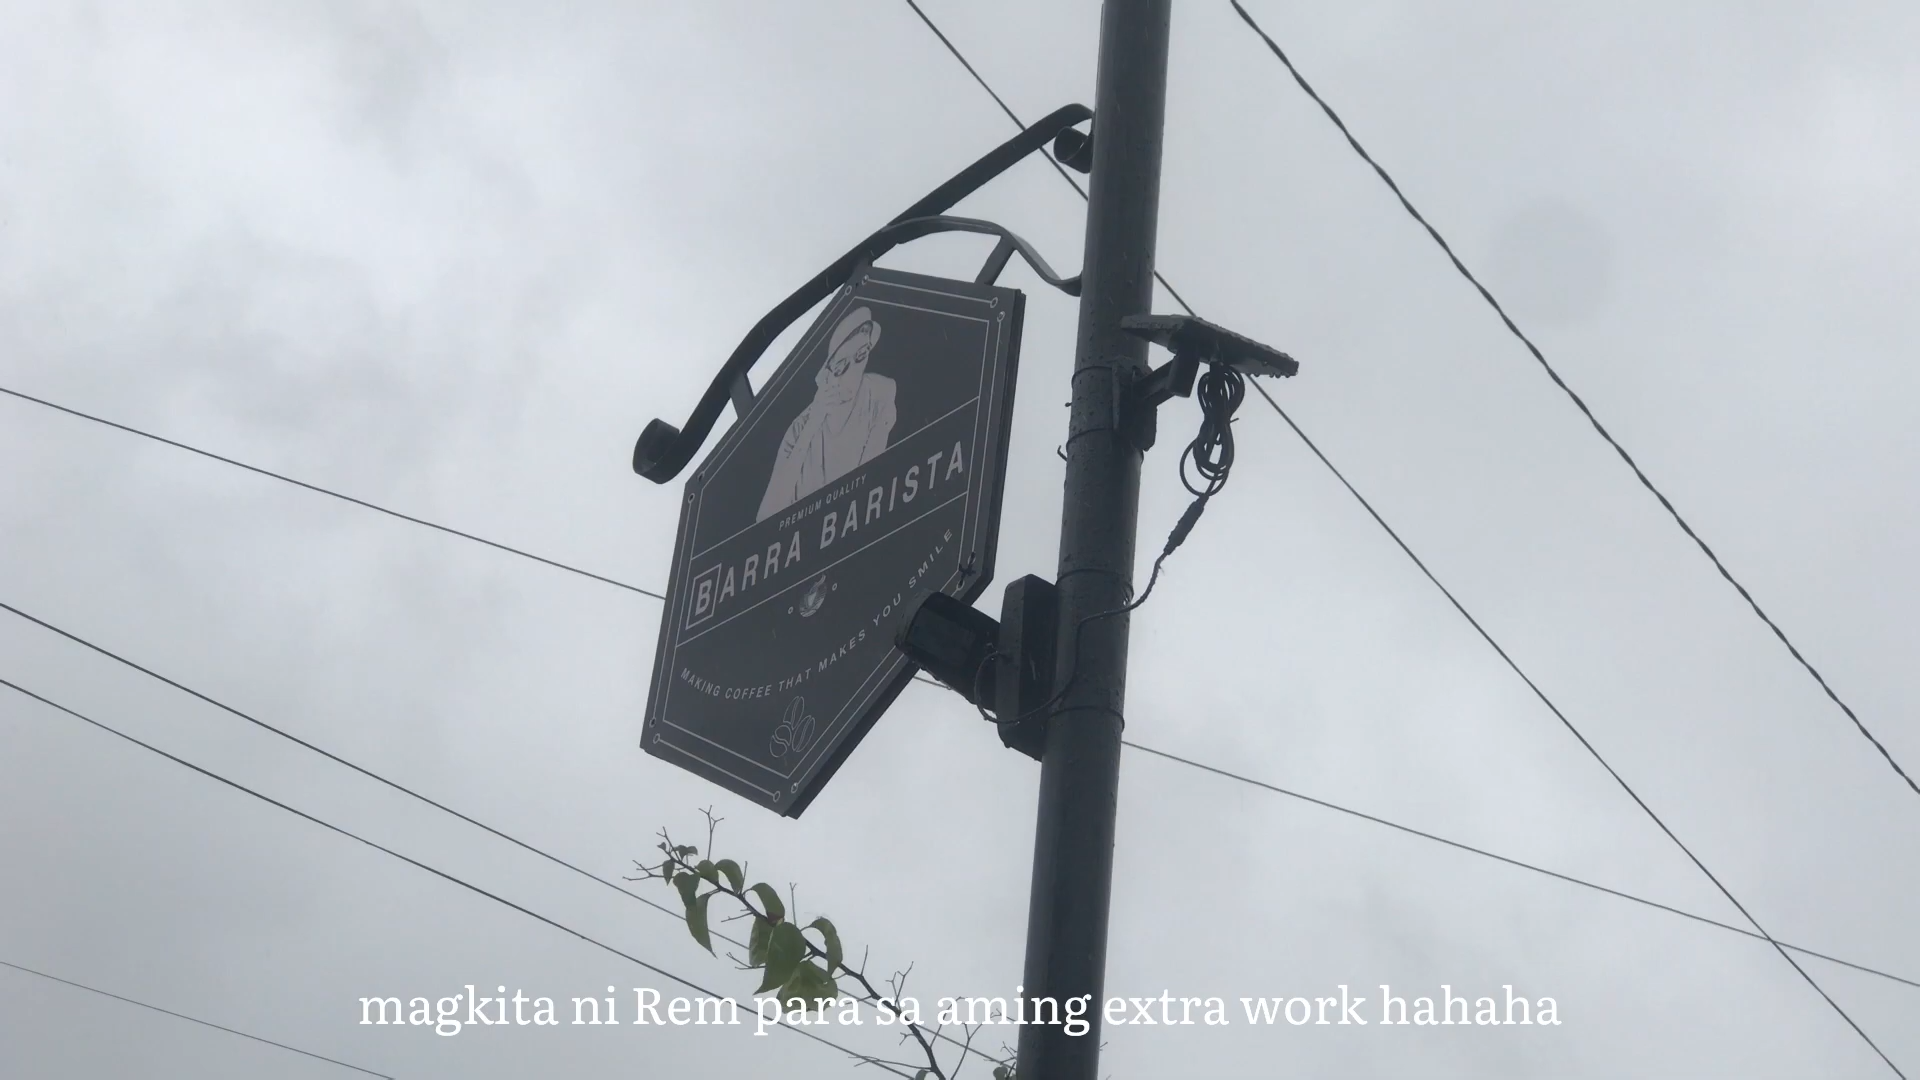 PREMIUM QUALITY
BARRA BARISTA
MAKING COFFEE THAT MAKES YOU SMILE
magkita ni Rem para sa aming extra work hahaha